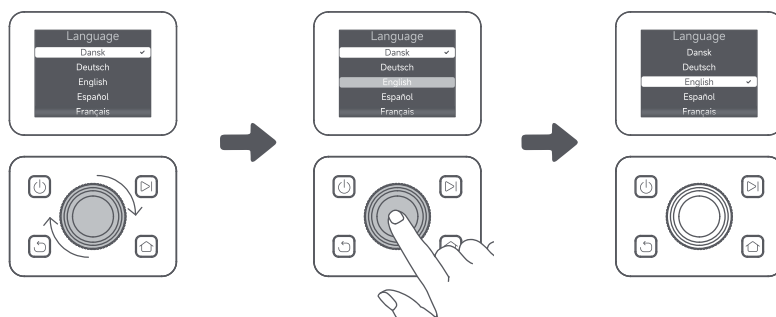 Language
Dansk
Deutsch
English
Español
Français
Language
Dansk
Deutsch
English
Español
Français
Language
Dansk
Deutsch
English
Español
Français